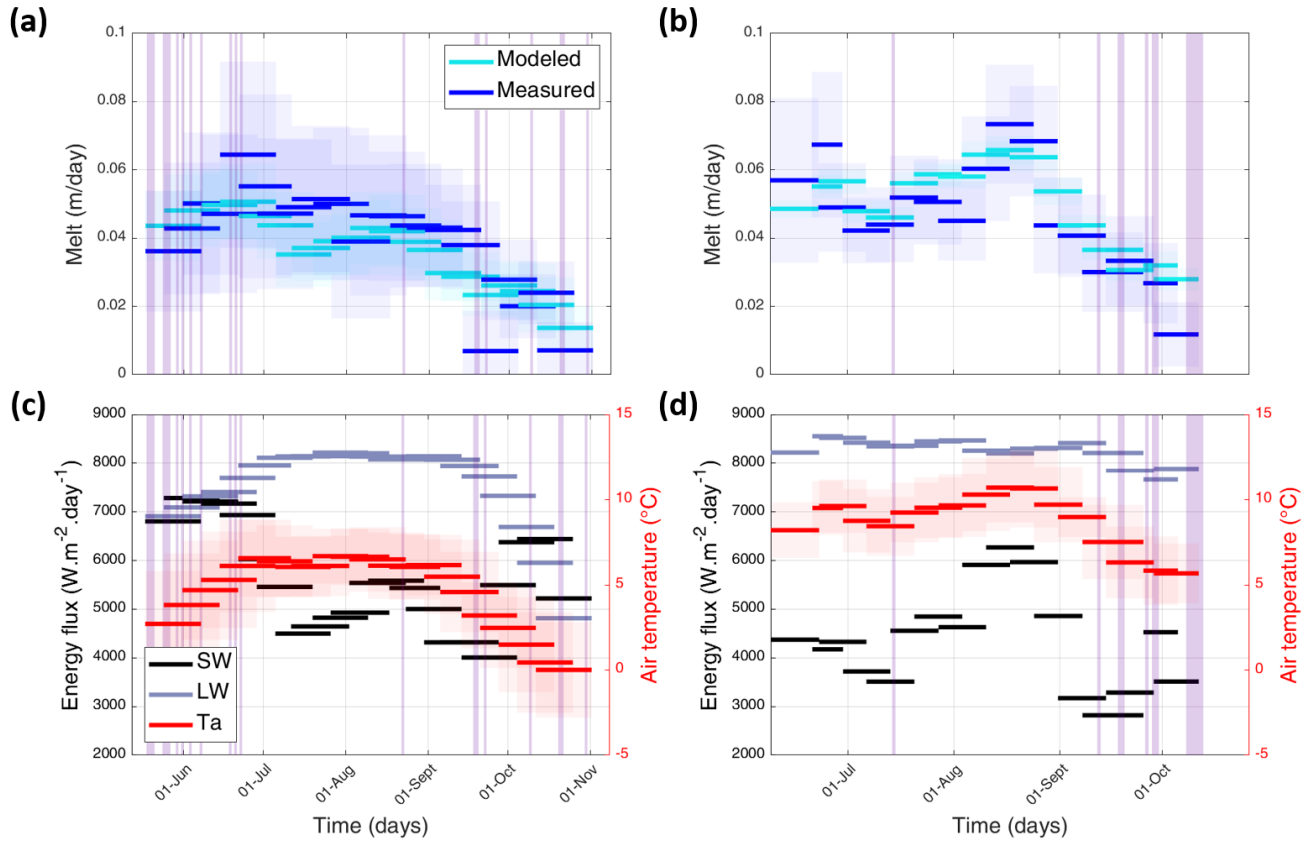 (a)
(b)
0.1
0.08
0.06
0.04
0.02
0
Melt (m/day)
Modeled
Measured
0.1
0.08
0.06
0.04
0.02
0
Melt (m/day)
(c)
(d)
9000
8000
7000
6000
5000
4000
3000
2000
Energy flux (W.m-2.day-1)
SW
LW
Ta
15
10
5
0
-5
Air temperature (°C)
01-Jun
01-Jul
01-Aug
01-Sept
01-Oct
01-Nov
Time (days)
9000
8000
7000
6000
5000
4000
3000
2000
Energy flux (W.m-2.day-1)
15
10
5
0
-5
Air temperature (°C)
01-Jul
01-Aug
01-Sept
01-Oct
Time (days)